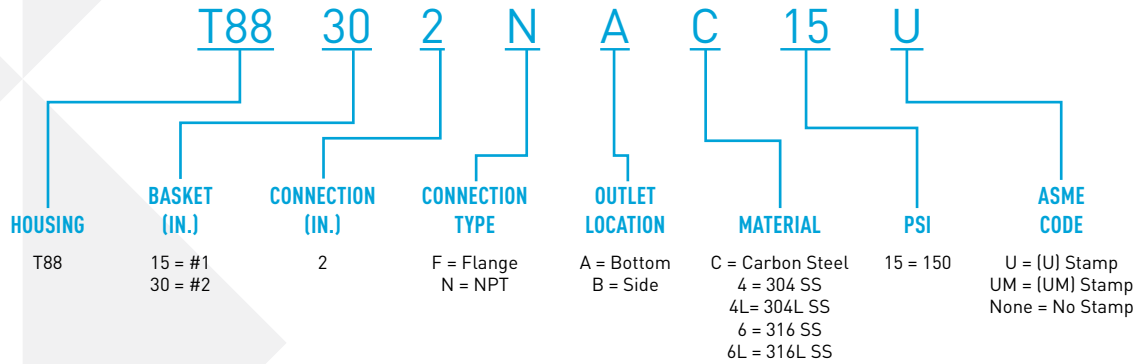 T88 30 2 N A C 15 U
HOUSING
T88
BASKET
(IN.)
15 = #1
30 = #2
CONNECTION
(IN.)
2
CONNECTION
TYPE
F = Flange
N = NPT
OUTLET
LOCATION
A = Bottom
B = Side
MATERIAL
C = Carbon Steel
4 = 304 SS
4L= 304L SS
6 = 316 SS
6L = 316L SS
PSI
15 = 150
ASME
CODE
U = (U) Stamp
UM = (UM) Stamp
None = No Stamp